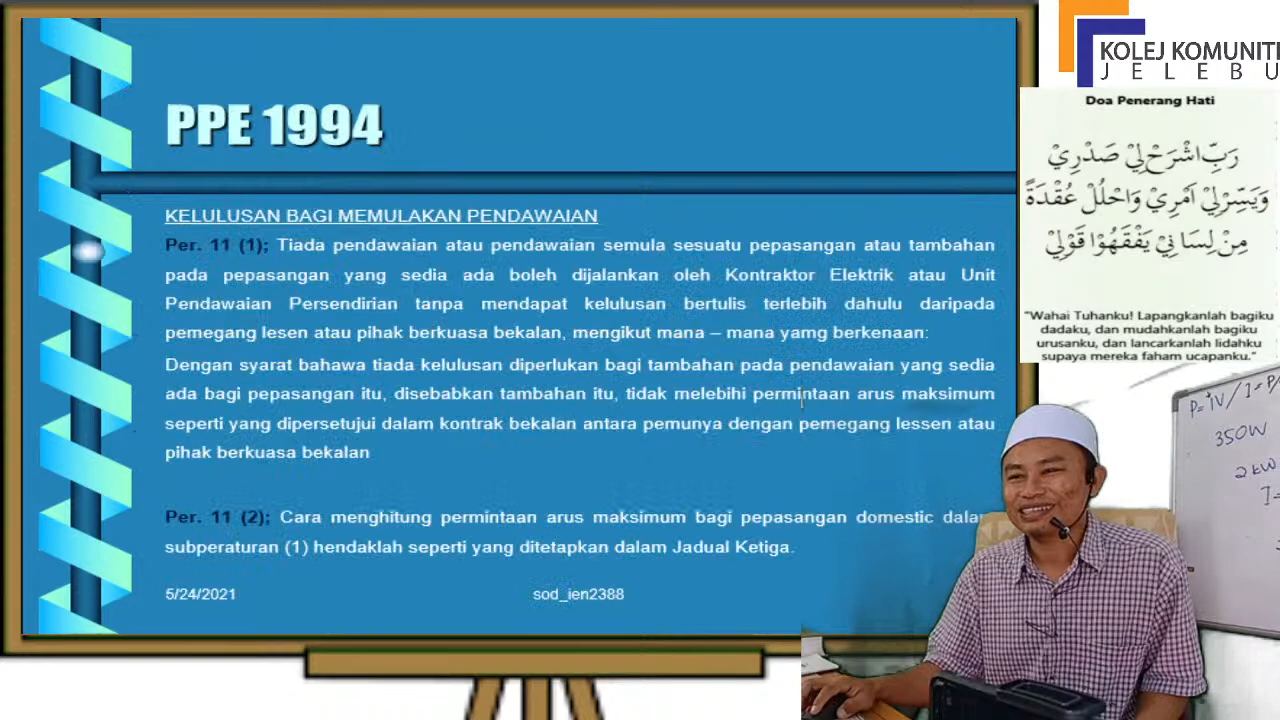 PPE 1994
KELULUSAN BAGI MEMULAKAN PENDAWAIAN
Per. 11 (1); Tiada pendawaian atau pendawaian semula sesuatu pepasangan atau tambahan
pada pepasangan yang sedia ada boleh dijalankan oleh Kontraktor Elektrik atau Unit
Pendawaian Persendirian tanpa mendapat kelulusan bertulis terlebih dahulu daripada
pemegang lesen atau pihak berkuasa bekalan, mengikut mana – mana yamg berkenaan:
Dengan syarat bahawa tiada kelulusan diperlukan bagi tambahan pada pendawaian yang sedia
ada bagi pepasangan itu, disebabkan tambahan itu, tidak melebihi permintaan arus maksimum
seperti yang dipersetujui dalam kontrak bekalan antara pemunya dengan pemegang lessen atau
pihak berkuasa bekalan
Per. 11 (2); Cara menghitung permintaan arus maksimum bagi pepasangan domestic dalam
subperaturan (1) hendaklah seperti yang ditetapkan dalam Jadual Ketiga.
5/24/2021
sod_ien2388
KOLEJ KOMUNITI
JELEBU
Doa Penerang Hati
رَبِّ اشْرَحْ لِيْ صَدْرِيْ
وَيَسِّرْ لِيْ اَمْرِيْ وَاحْلُلْ عُقْدَةً
مِنْ لِسَانِيْ يَفْقَهُوْا قَوْلِيْ
"Wahai Tuhanku! Lapangkanlah bagiku
dadaku, dan mudahkanlah bagiku
urusanku, dan lancarkanlah lidahku
supaya mereka faham ucapanku."
P=IV / I=P/
350W
2kW
I=